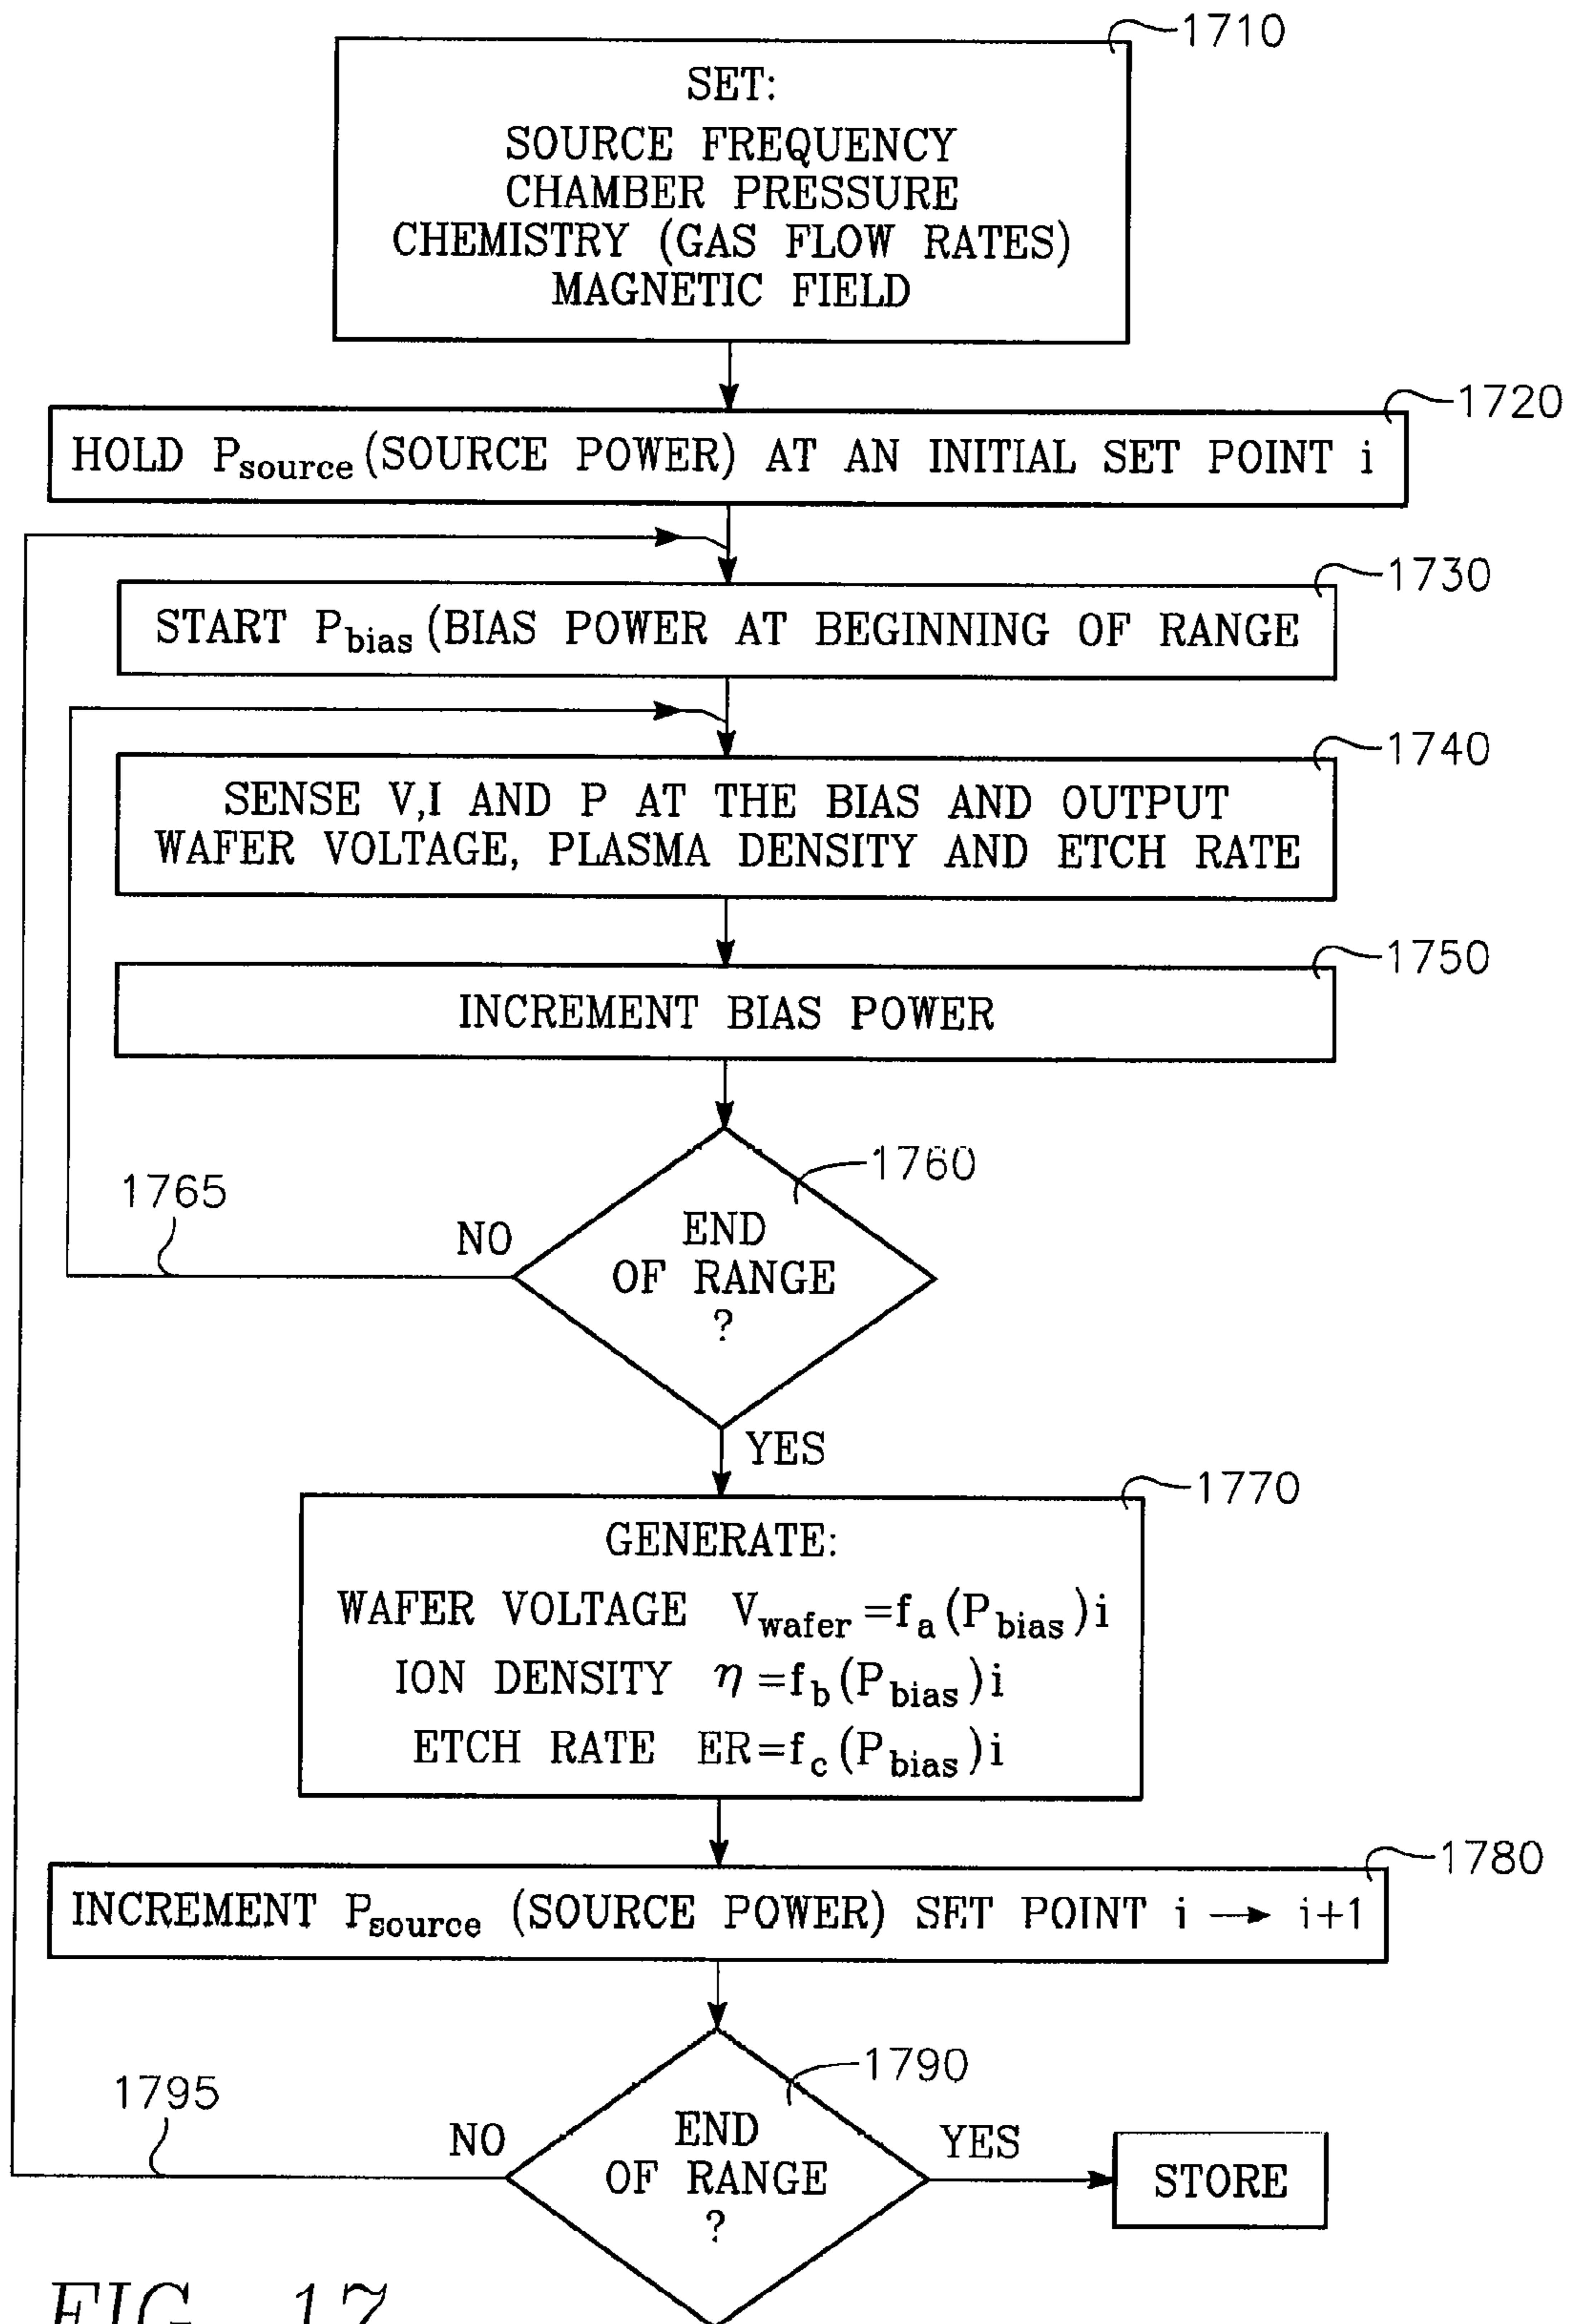 1710
SET:
SOURCE FREQUENCY
CHAMBER PRESSURE
CHEMISTRY (GAS FLOW RATES)
MAGNETIC FIELD
1720
HOLD Psource (SOURCE POWER) AT AN INITIAL SET POINT i
1730
START Pbias (BIAS POWER AT BEGINNING OF RANGE
1740
SENSE V,I AND P AT THE BIAS AND OUTPUT
WAFER VOLTAGE, PLASMA DENSITY AND ETCH RATE
1750
INCREMENT BIAS POWER
1760
1765
NO
END
OF RANGE
?
YES
1770
GENERATE:
WAFER VOLTAGE Vwafer=fa(Pbias)i
ION DENSITY η=fb(Pbias)i
ETCH RATE ER=fc(Pbias)i
1780
INCREMENT Psource (SOURCE POWER) SET POINT i → i+1
1790
1795
NO
END
OF RANGE
?
YES
STORE
FIG. 17